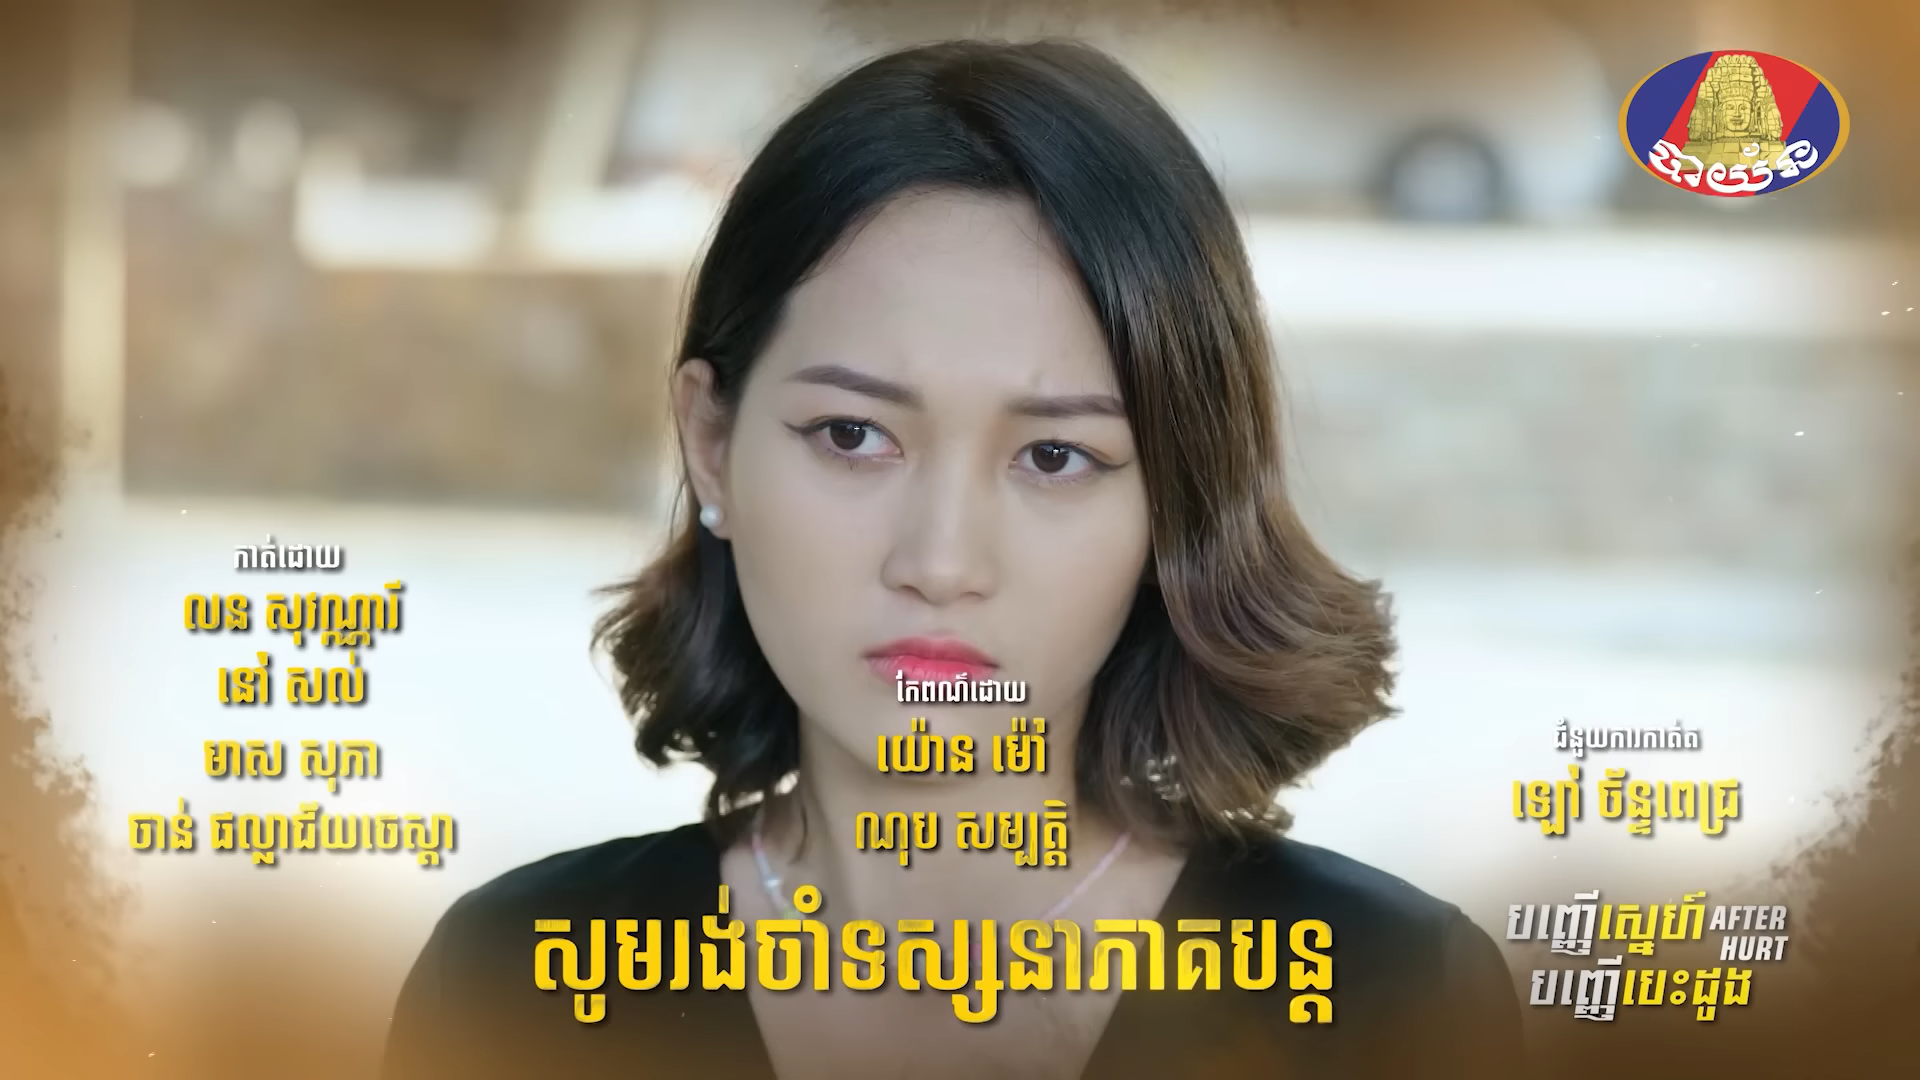 បាយ័ន
កាត់ដោយ
លន សុវណ្ណារី
នៅ សល់
មាស សុភា
ចាន់ ផល្លាជ័យចេស្តា
កែពណ៌ដោយ
យ៉ោន ម៉ៅ
ណុប សម្បត្តិ
ជំនួយការកាត់ត
ឡៅ ច័ន្ទពេជ្រ
សូមរង់ចាំទស្សនាភាគបន្ត
បញ្ញើស្នេហ៍ AFTER
HURT
បញ្ញើបេះដូង